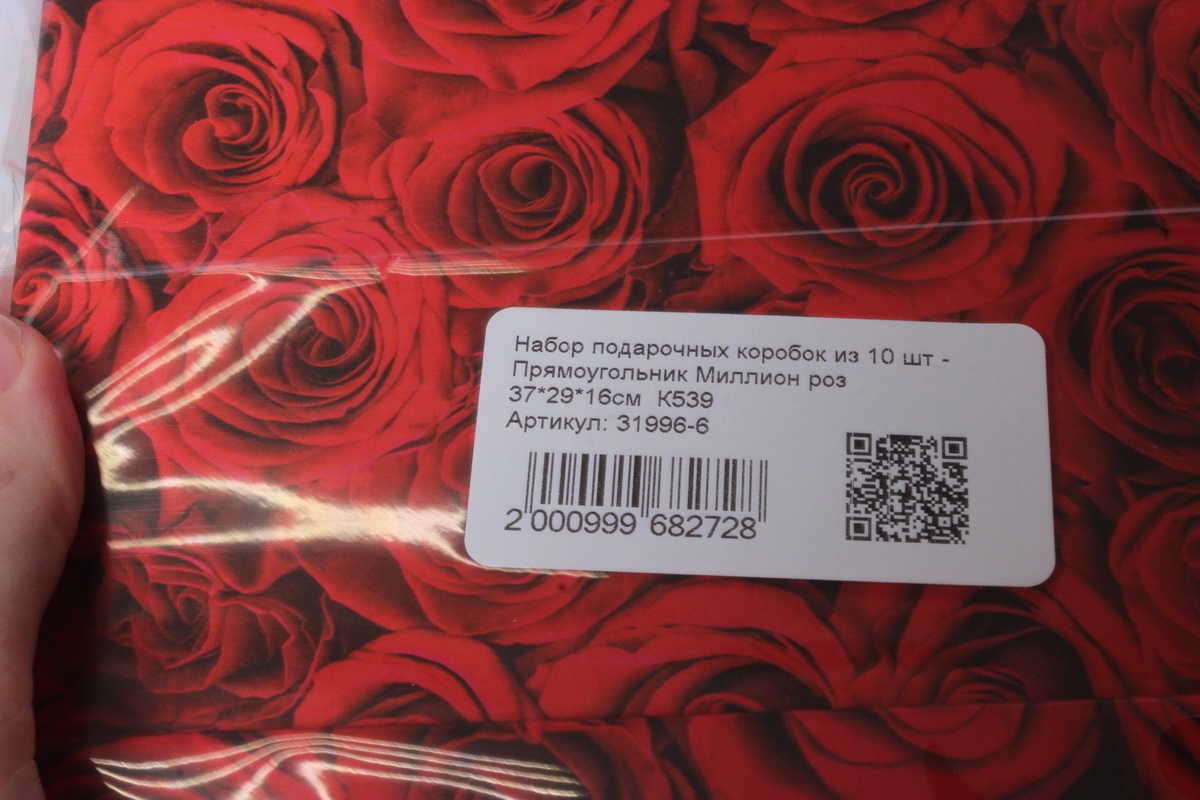 Набор подарочных коробок из 10 шт -
Прямоугольник Миллион роз
37*29*16см К539
Артикул: 31996-6
2 000999 682728